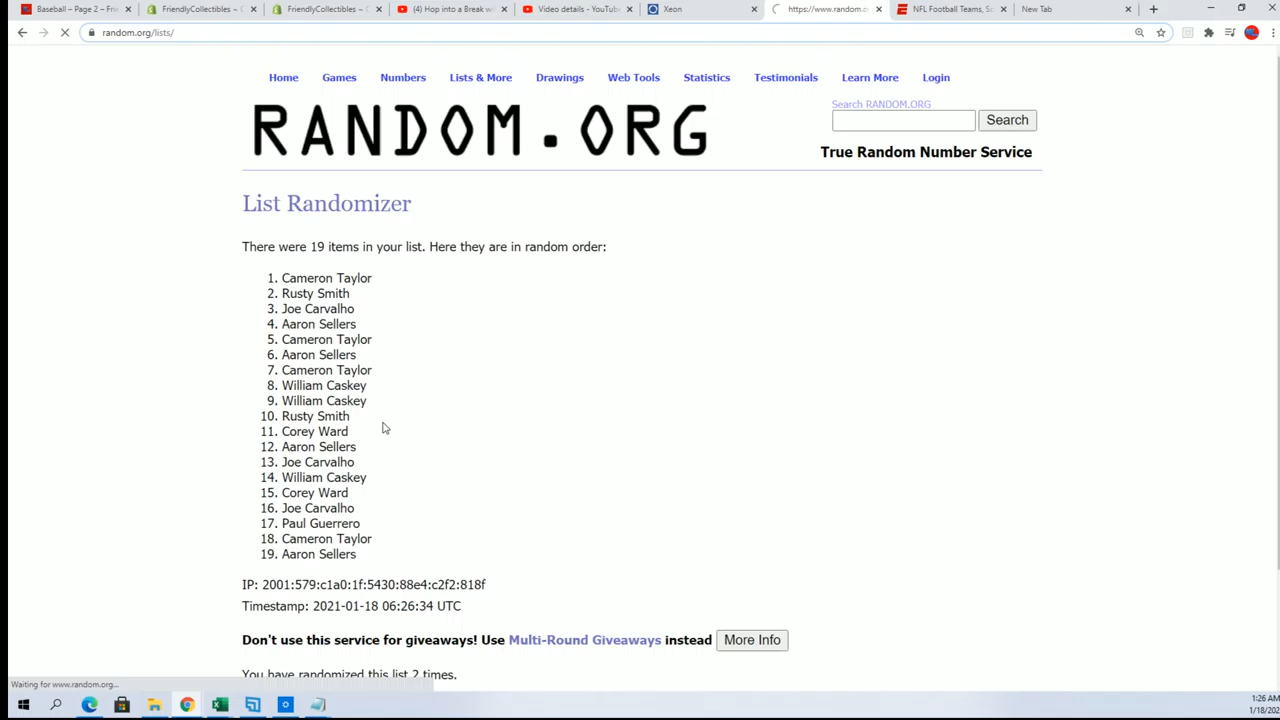 Baseball – Page 2 – Frie
FriendlyCollectibles ~ C
FriendlyCollectibles ~ C
(4) Hop into a Break w
Video details - YouTube
Xeon
https://www.random.o
NFL Football Teams, Sc
New Tab
random.org/lists/
Home Games Numbers Lists & More Drawings Web Tools Statistics Testimonials Learn More Login
RANDOM.ORG
Search RANDOM.ORG
Search
True Random Number Service
List Randomizer
There were 19 items in your list. Here they are in random order:
1. Cameron Taylor
2. Rusty Smith
3. Joe Carvalho
4. Aaron Sellers
5. Cameron Taylor
6. Aaron Sellers
7. Cameron Taylor
8. William Caskey
9. William Caskey
10. Rusty Smith
11. Corey Ward
12. Aaron Sellers
13. Joe Carvalho
14. William Caskey
15. Corey Ward
16. Joe Carvalho
17. Paul Guerrero
18. Cameron Taylor
19. Aaron Sellers
IP: 2001:579:c1a0:1f:5430:88e4:c2f2:818f
Timestamp: 2021-01-18 06:26:34 UTC
Don't use this service for giveaways! Use Multi-Round Giveaways instead More Info
You have randomized this list 2 times.
Waiting for www.random.org...
1:26 AM
1/18/202